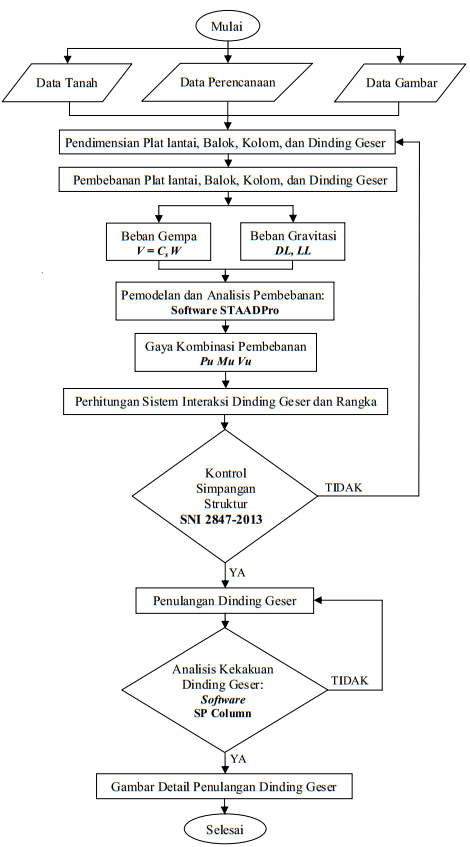 Mulai
Data Tanah
Data Perencanaan
Data Gambar
Pendimensian Plat lantai, Balok, Kolom, dan Dinding Geser
Pembebanan Plat lantai, Balok, Kolom, dan Dinding Geser
Beban Gempa
V = Cs W
Beban Gravitasi
DL, LL
Pemodelan dan Analisis Pembebanan:
Software STAADPro
Gaya Kombinasi Pembebanan
Pu Mu Vu
Perhitungan Sistem Interaksi Dinding Geser dan Rangka
Kontrol
Simpangan
Struktur
SNI 2847-2013
TIDAK
YA
Penulangan Dinding Geser
Analisis Kekakuan
Dinding Geser:
Software
SP Column
TIDAK
YA
Gambar Detail Penulangan Dinding Geser
Selesai